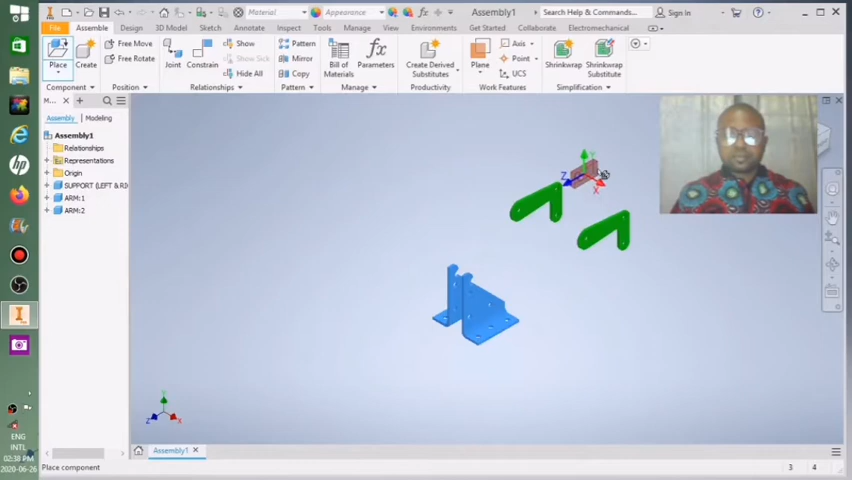 Material
Appearance
Assembly1
Search Help & Commands...
Sign In
File
Assemble
Design
3D Model
Sketch
Annotate
Inspect
Tools
Manage
View
Environments
Get Started
Collaborate
Electromechanical
Place
Create
Free Move
Free Rotate
Joint
Constrain
Show
Show Sick
Hide All
Pattern
Mirror
Copy
Bill of
Materials
Parameters
Create Derived
Substitutes
Plane
Axis
Point
UCS
Shrinkwrap
Shrinkwrap
Substitute
Component
Position
Relationships
Pattern
Manage
Productivity
Work Features
Simplification
M...
Assembly
Modeling
Assembly1
Relationships
Representations
Origin
SUPPORT (LEFT & RI
ARM:1
ARM:2
Y
Z
X
Y
Z
X
Assembly1
Place component
3
4
ENG
INTL
02:38 PM
2020-06-26